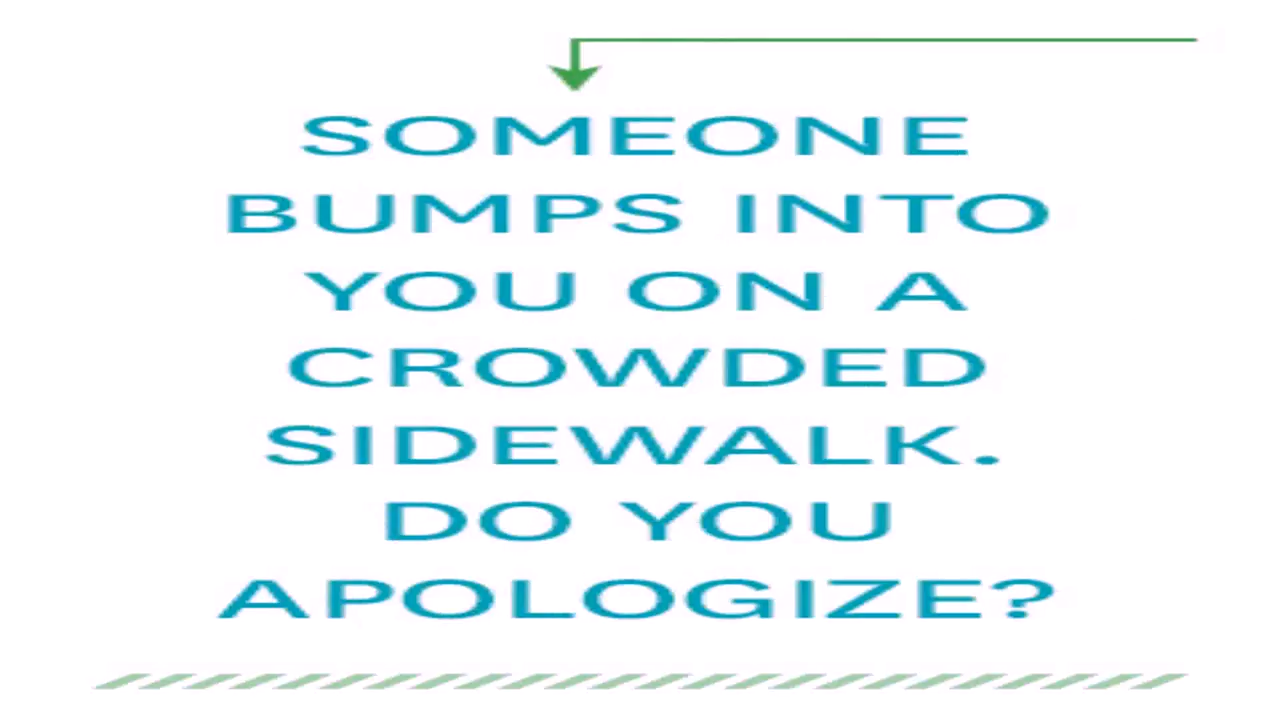 SOMEONE
BUMPS INTO
YOU ON A
CROWDED
SIDEWALK.
DO YOU
APOLOGIZE?